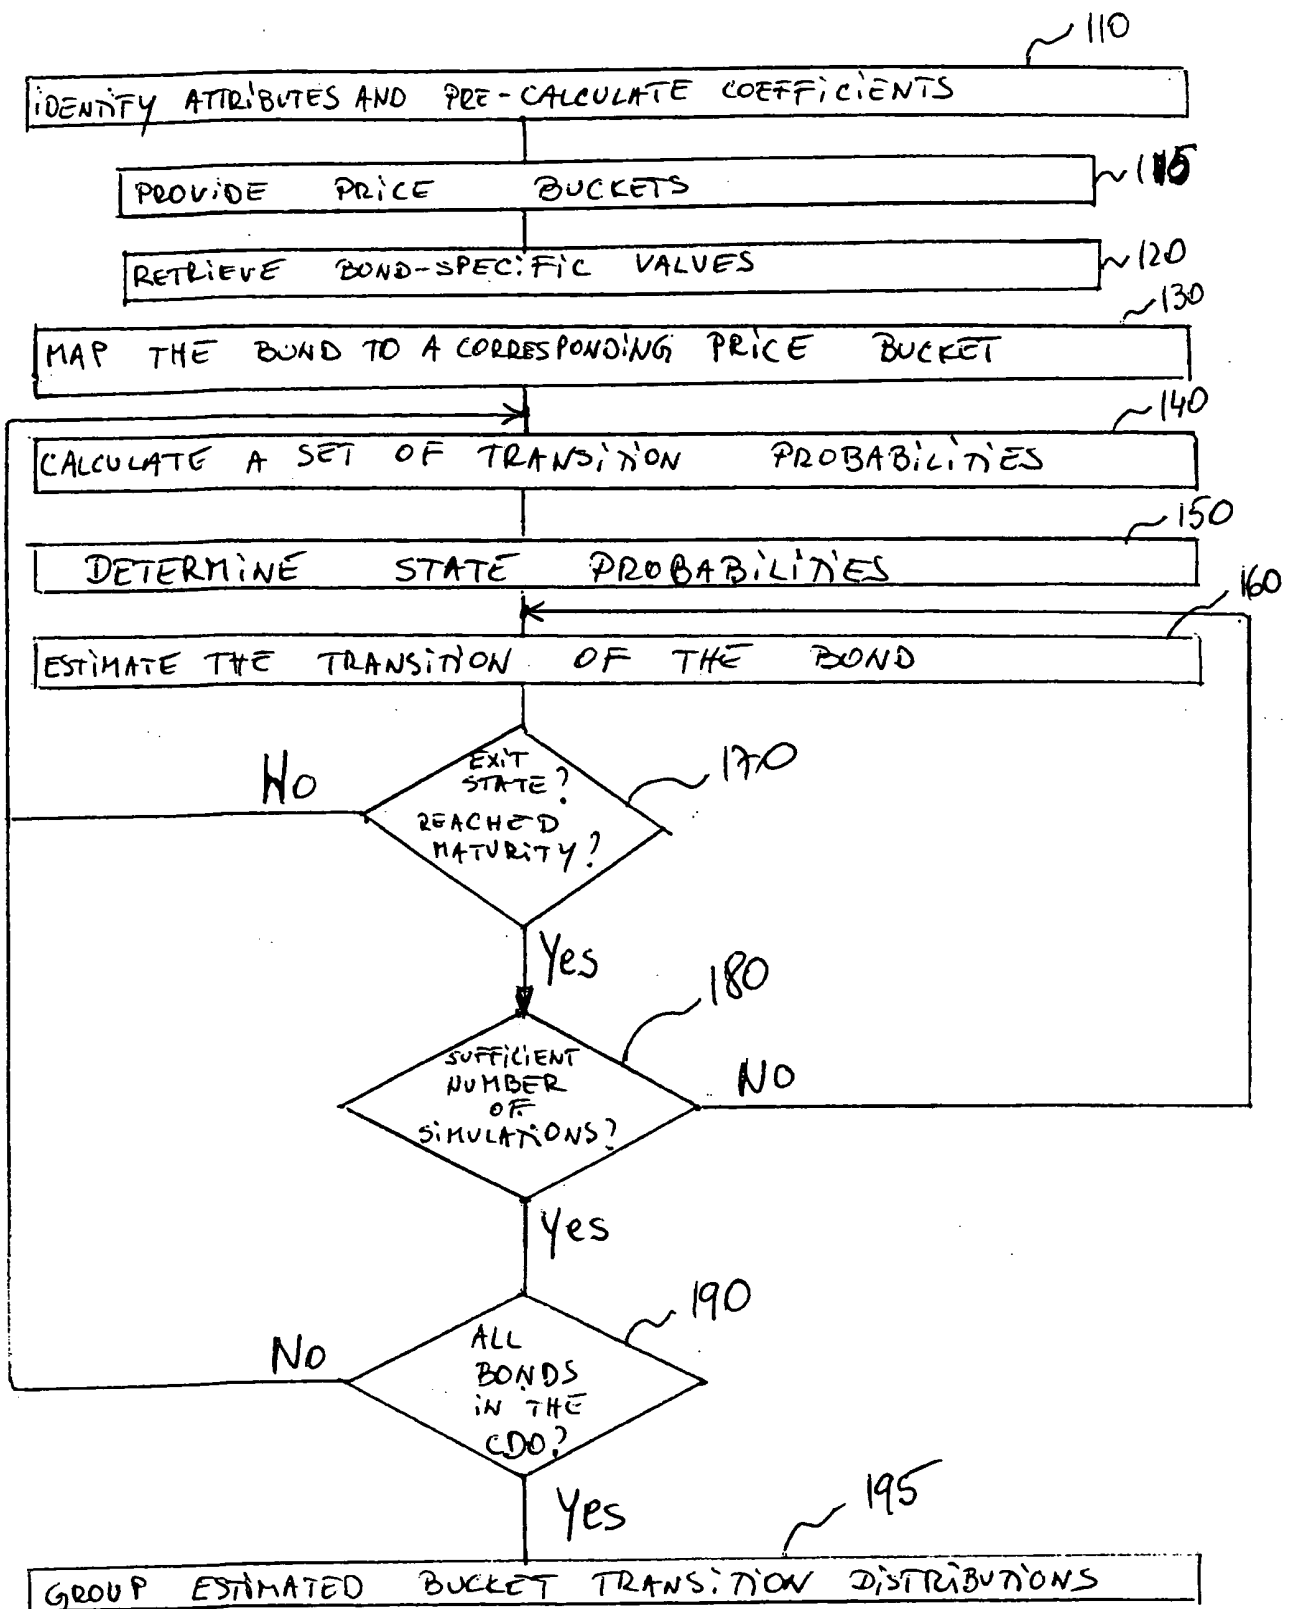 110
IDENTIFY ATTRIBUTES AND PRE-CALCULATE COEFFICIENTS
115
PROVIDE PRICE BUCKETS
120
RETRIEVE BOND-SPECIFIC VALUES
130
MAP THE BOND TO A CORRESPONDING PRICE BUCKET
140
CALCULATE A SET OF TRANSITION PROBABILITIES
150
DETERMINE STATE PROBABILITIES
160
ESTIMATE THE TRANSITION OF THE BOND
170
EXIT
STATE?
REACHED
MATURITY?
No
Yes
180
SUFFICIENT
NUMBER
OF
SIMULATIONS?
NO
Yes
190
ALL
BONDS
IN THE
CDO?
No
Yes
195
GROUP ESTIMATED BUCKET TRANSITION DISTRIBUTIONS